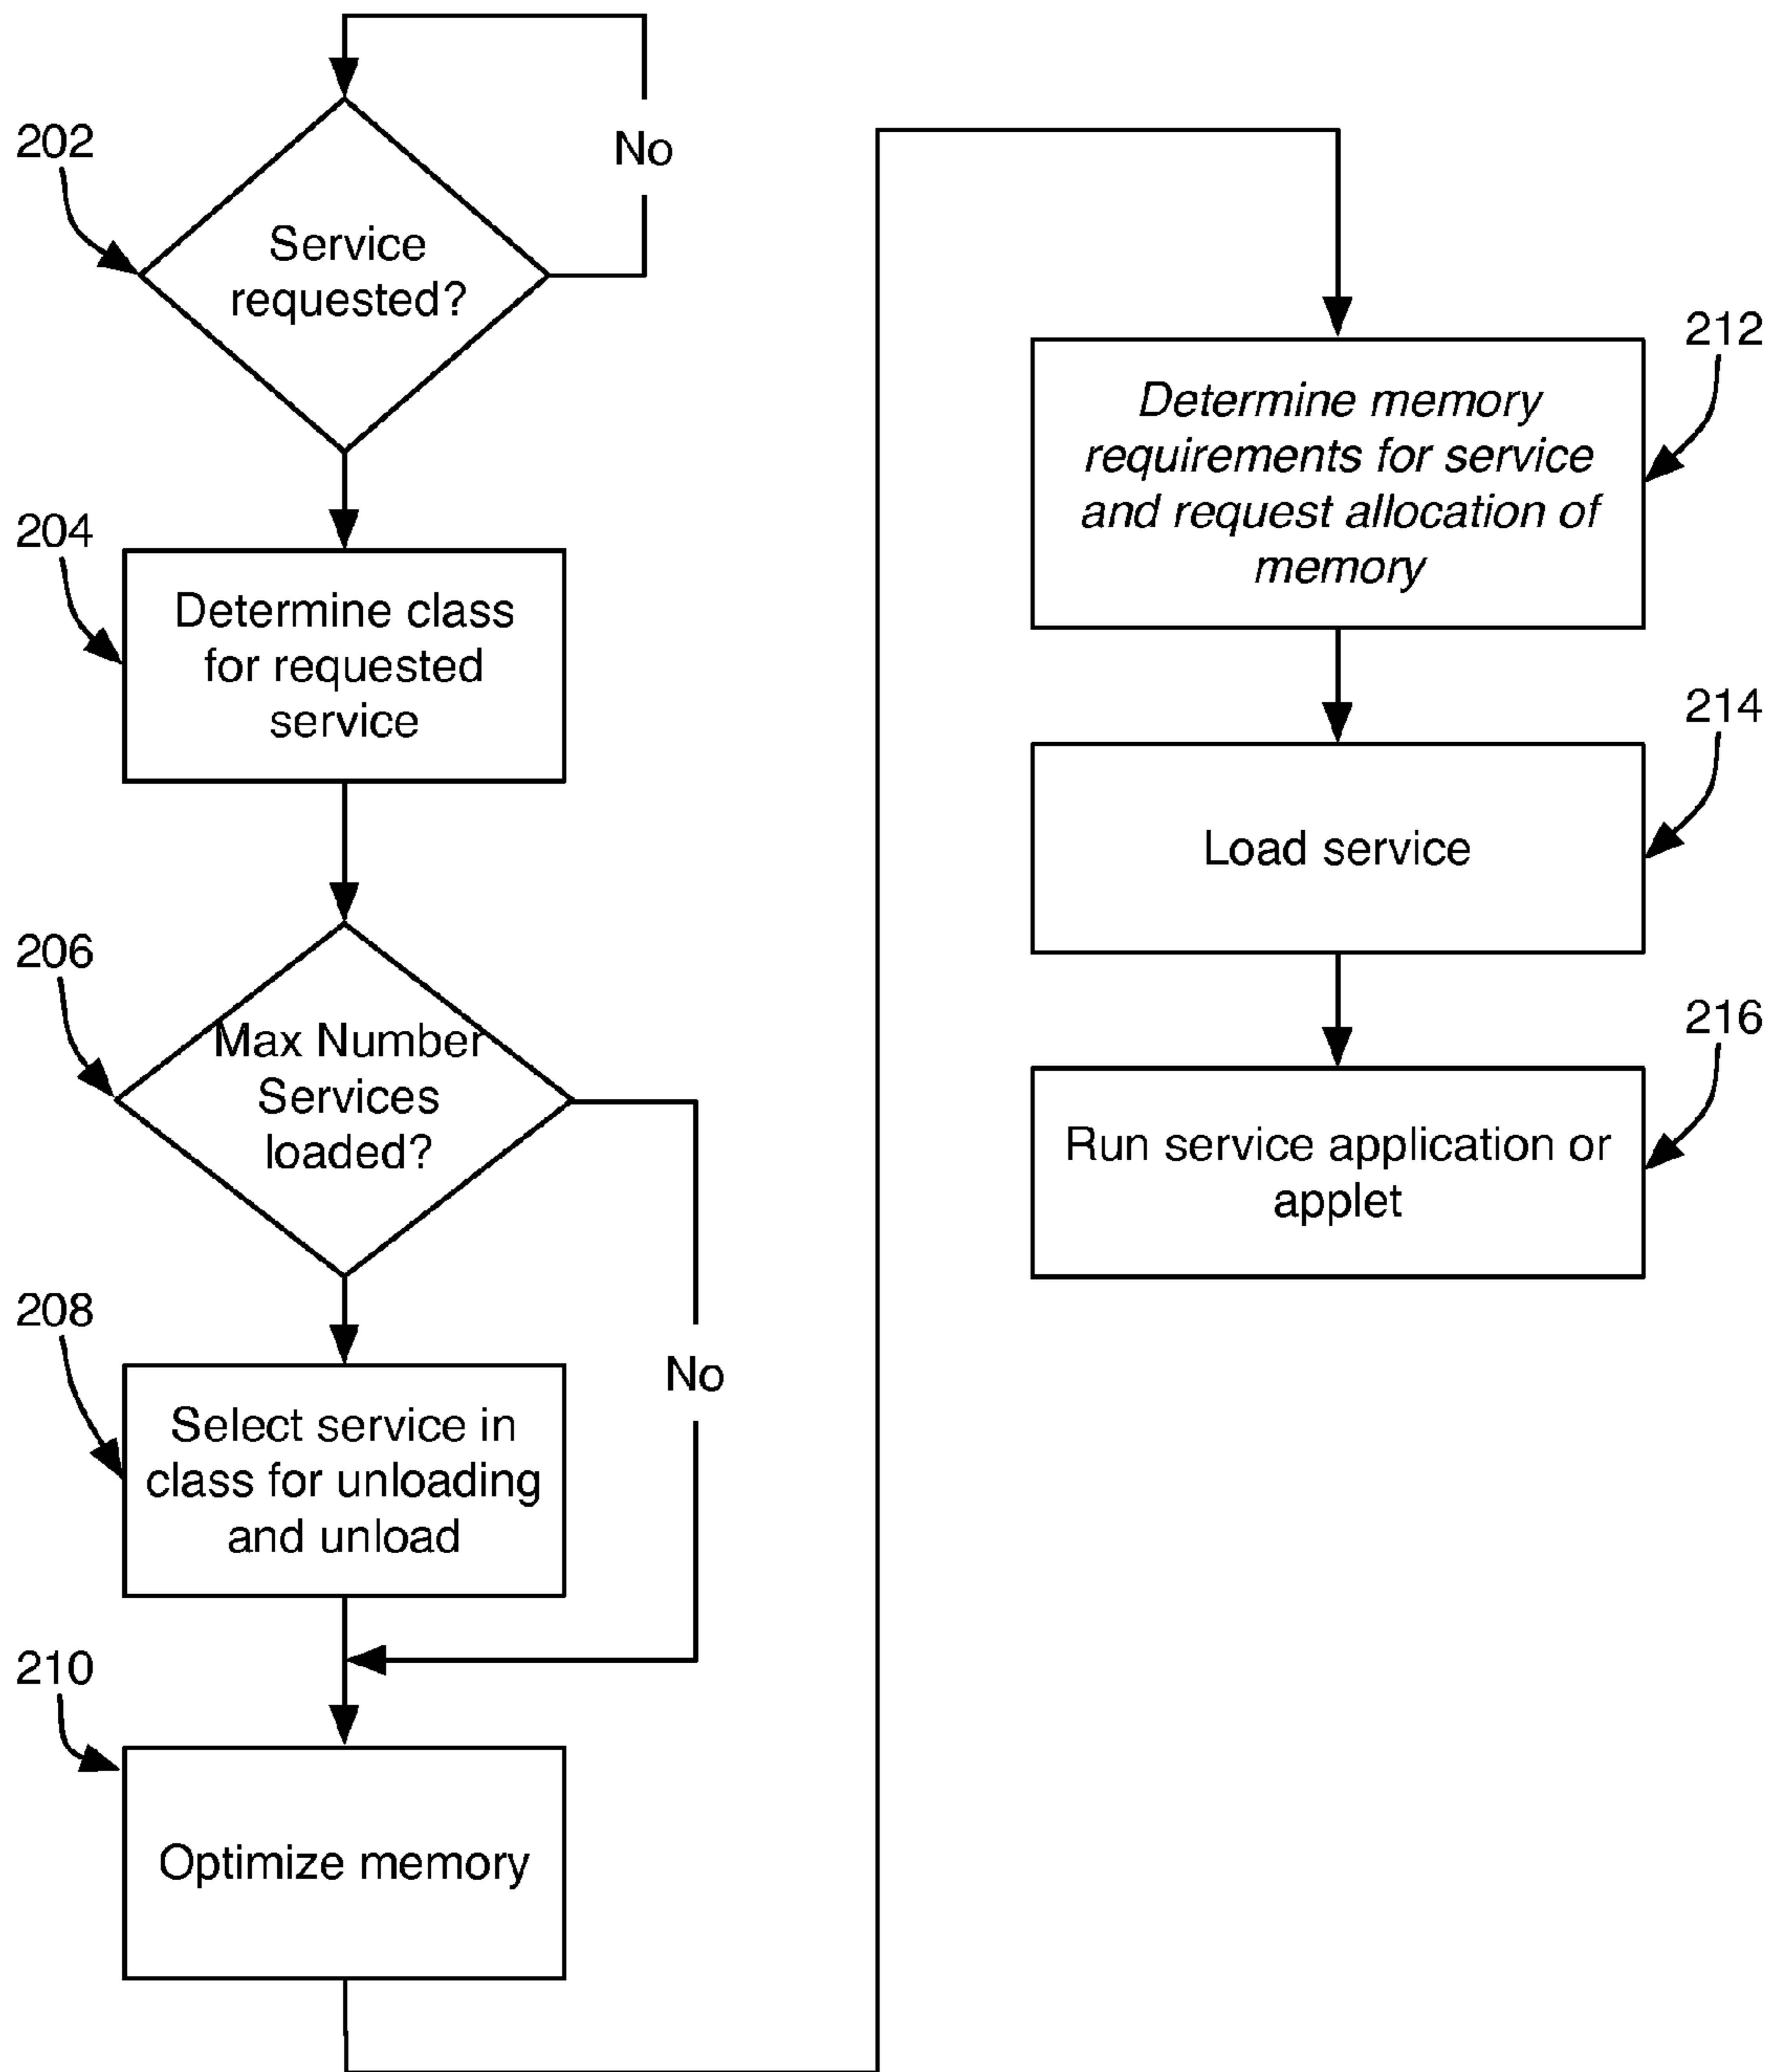 202
No
Service
requested?
204
Determine class
for requested
service
206
Max Number
Services
loaded?
208
No
Select service in
class for unloading
and unload
210
Optimize memory
212
Determine memory
requirements for service
and request allocation of
memory
214
Load service
216
Run service application or
applet